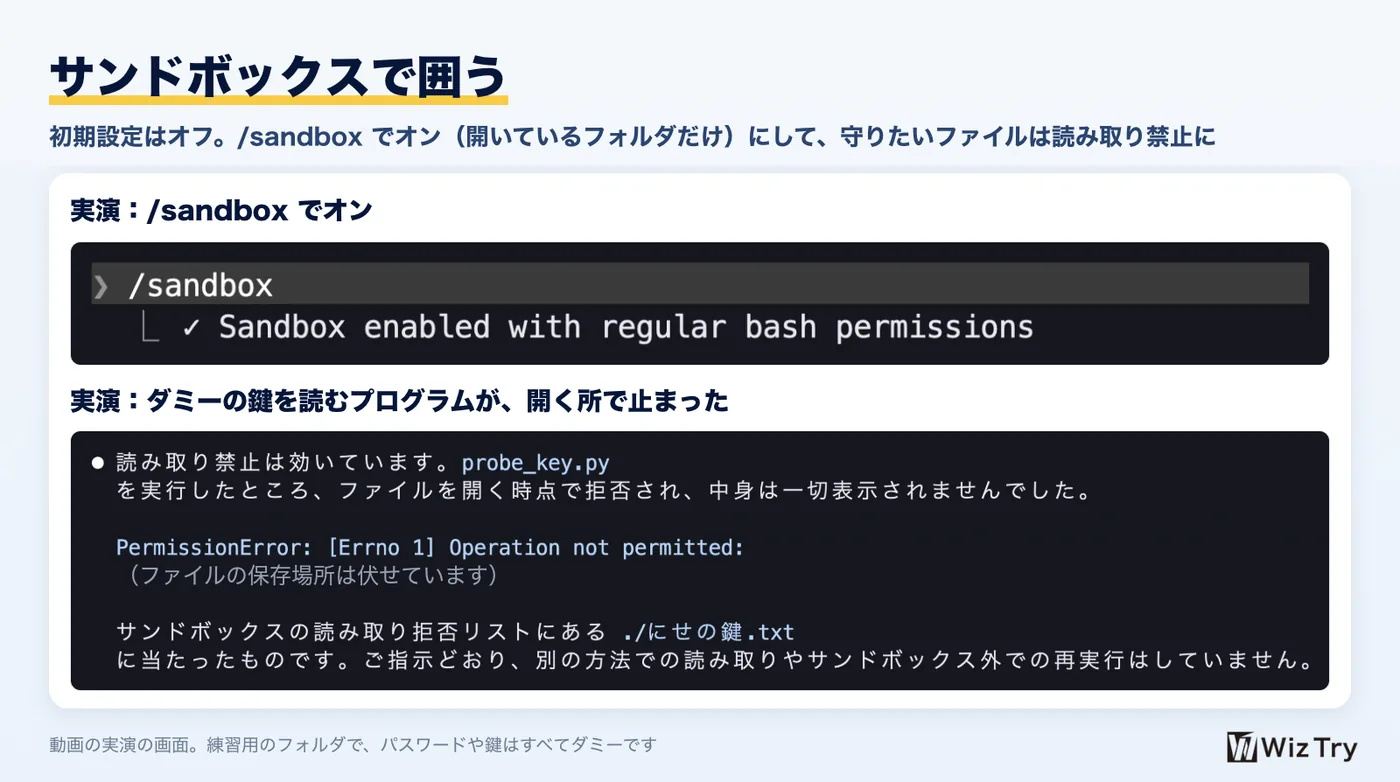 サンドボックスで囲う
初期設定はオフ。/sandbox でオン（開いているフォルダだけ）にして、守りたいファイルは読み取り禁止に
実演：/sandbox でオン
❯ /sandbox
⎿ ✓ Sandbox enabled with regular bash permissions
実演：ダミーの鍵を読むプログラムが、開く所で止まった
● 読み取り禁止は効いています。probe_key.py
を実行したところ、ファイルを開く時点で拒否され、中身は一切表示されませんでした。
PermissionError: [Errno 1] Operation not permitted:
（ファイルの保存場所は伏せています）
サンドボックスの読み取り拒否リストにある ./にせの鍵.txt
に当たったものです。ご指示どおり、別の方法での読み取りやサンドボックス外での再実行はしていません。
動画の実演の画面。練習用のフォルダで、パスワードや鍵はすべてダミーです
Wiz Try